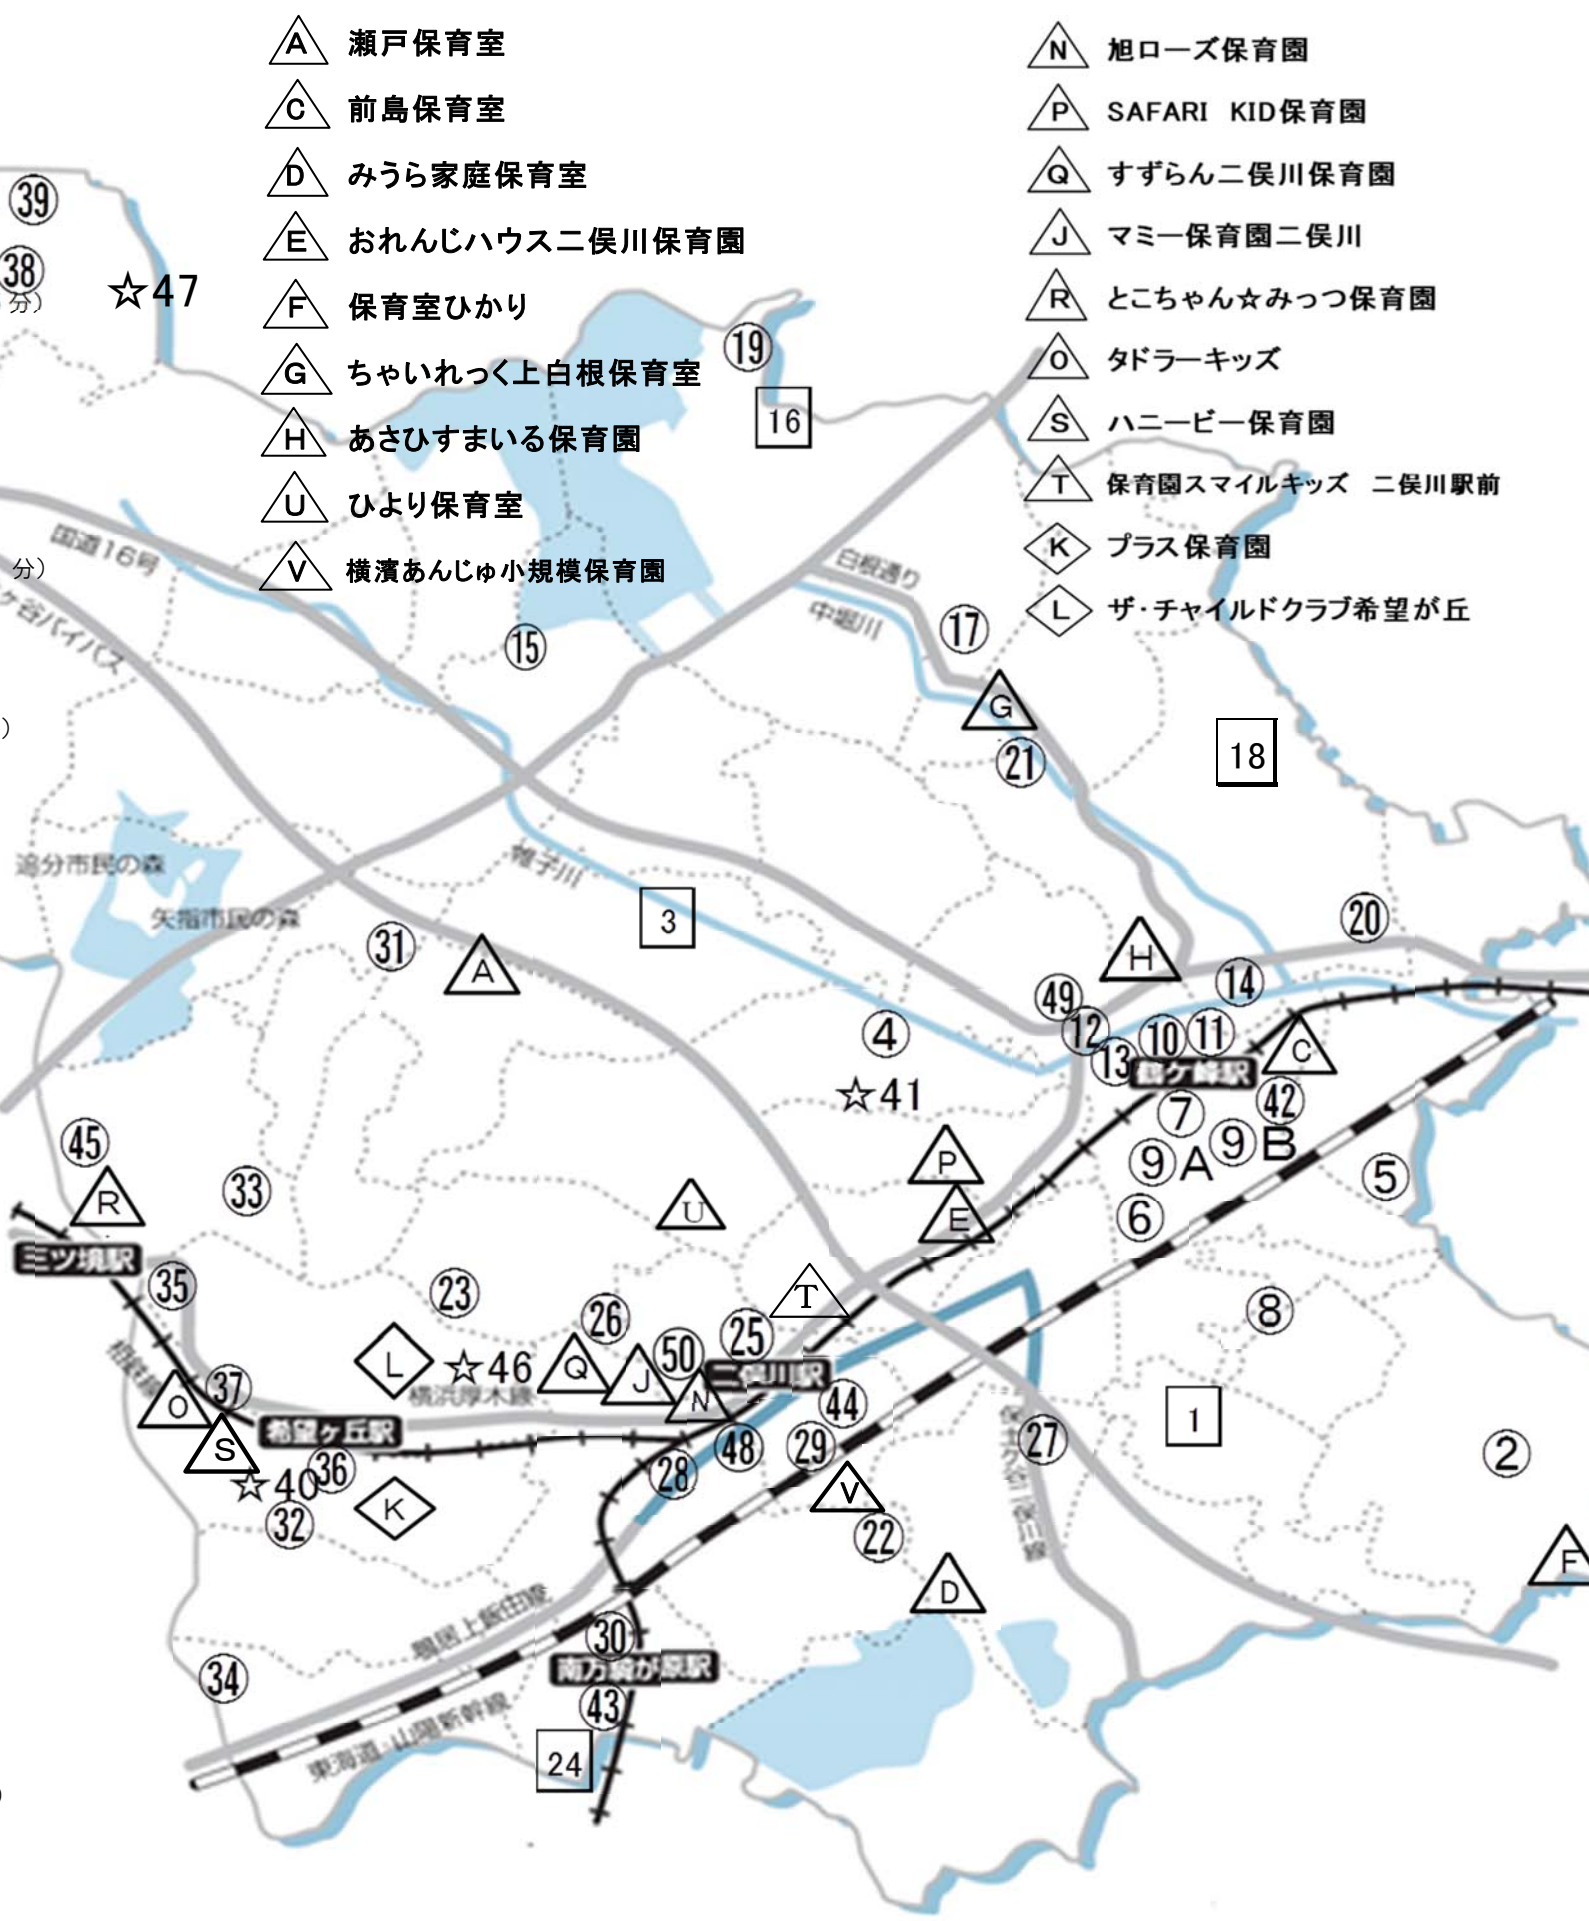 A 瀬戸保育室
C 前島保育室
D みうら家庭保育室
E おれんじハウス二俣川保育園
F 保育室ひかり
G ちゃいれっく上白根保育室
H あさひすまいる保育園
U ひより保育室
V 横濱あんじゅ小規模保育園
N 旭ローズ保育園
P SAFARI KID保育園
Q すずらん二俣川保育園
J マミー保育園二俣川
R とこちゃん☆みっつ保育園
O タドラーキッズ
S ハニービー保育園
T 保育園スマイルキッズ 二俣川駅前
K プラス保育園
L ザ・チャイルドクラブ希望が丘
39
38
分)
☆47
19
16
国道16号
分)
ケ谷バイパス
白根通り
中堀川
17
15
G
21
18
)
追分市民の森
矢指市民の森
帷子川
3
31
A
20
H
14
49
12
10
11
13
鶴ケ峰駅
C
4
☆41
42
7
9A
9B
5
6
45
R
33
U
P
E
三ツ境駅
35
23
26
T
8
25
50
二俣川駅
L
☆46
Q
J
N
横浜厚木線
相鉄線
O
37
希望ヶ丘駅
S
36
☆40
32
K
44
48
29
28
V
22
27
1
2
D
F
鴨居上飯田線
30
南万騎が原駅
34
43
東海道・山陽新幹線
24